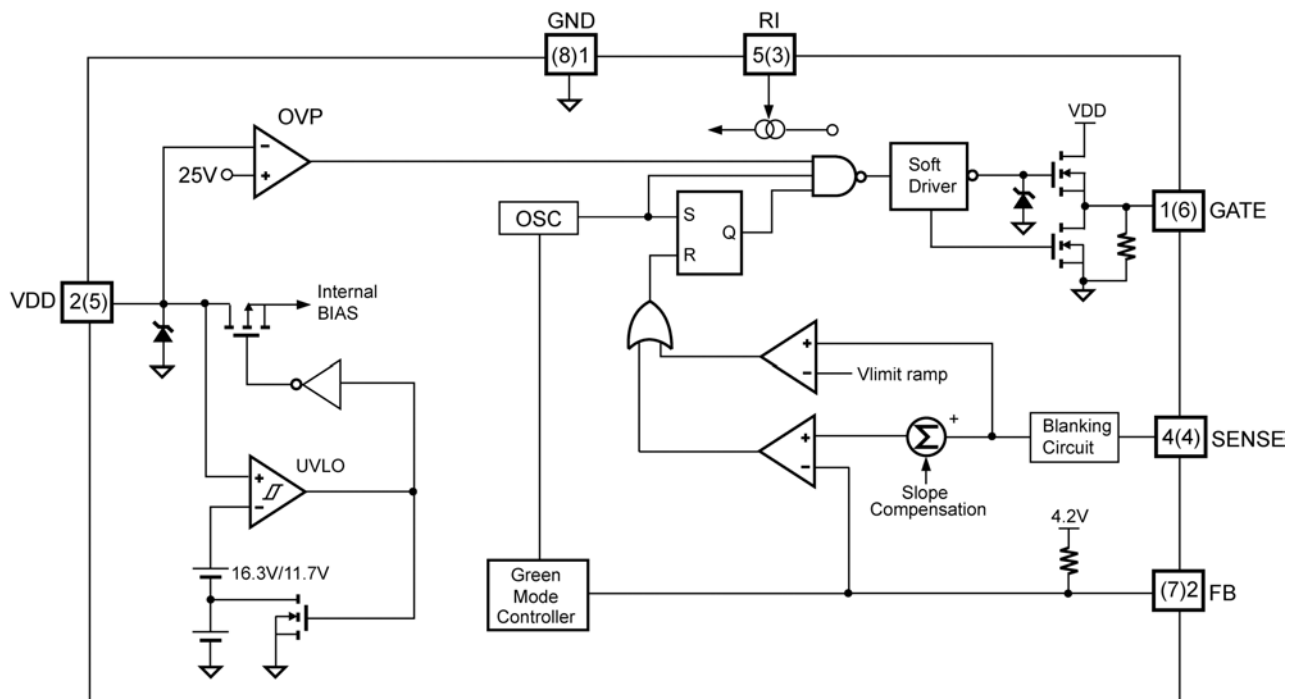 GND
RI
(8)1
5(3)
OVP
VDD
25V
Soft
Driver
OSC
S
Q
R
1(6)
GATE
VDD
2(5)
Internal
BIAS
Vlimit ramp
+
-
+
-
+
-
+
Σ
+
-
Blanking
Circuit
4(4)
SENSE
UVLO
Slope
Compensation
4.2V
16.3V/11.7V
Green
Mode
Controller
(7)2
FB